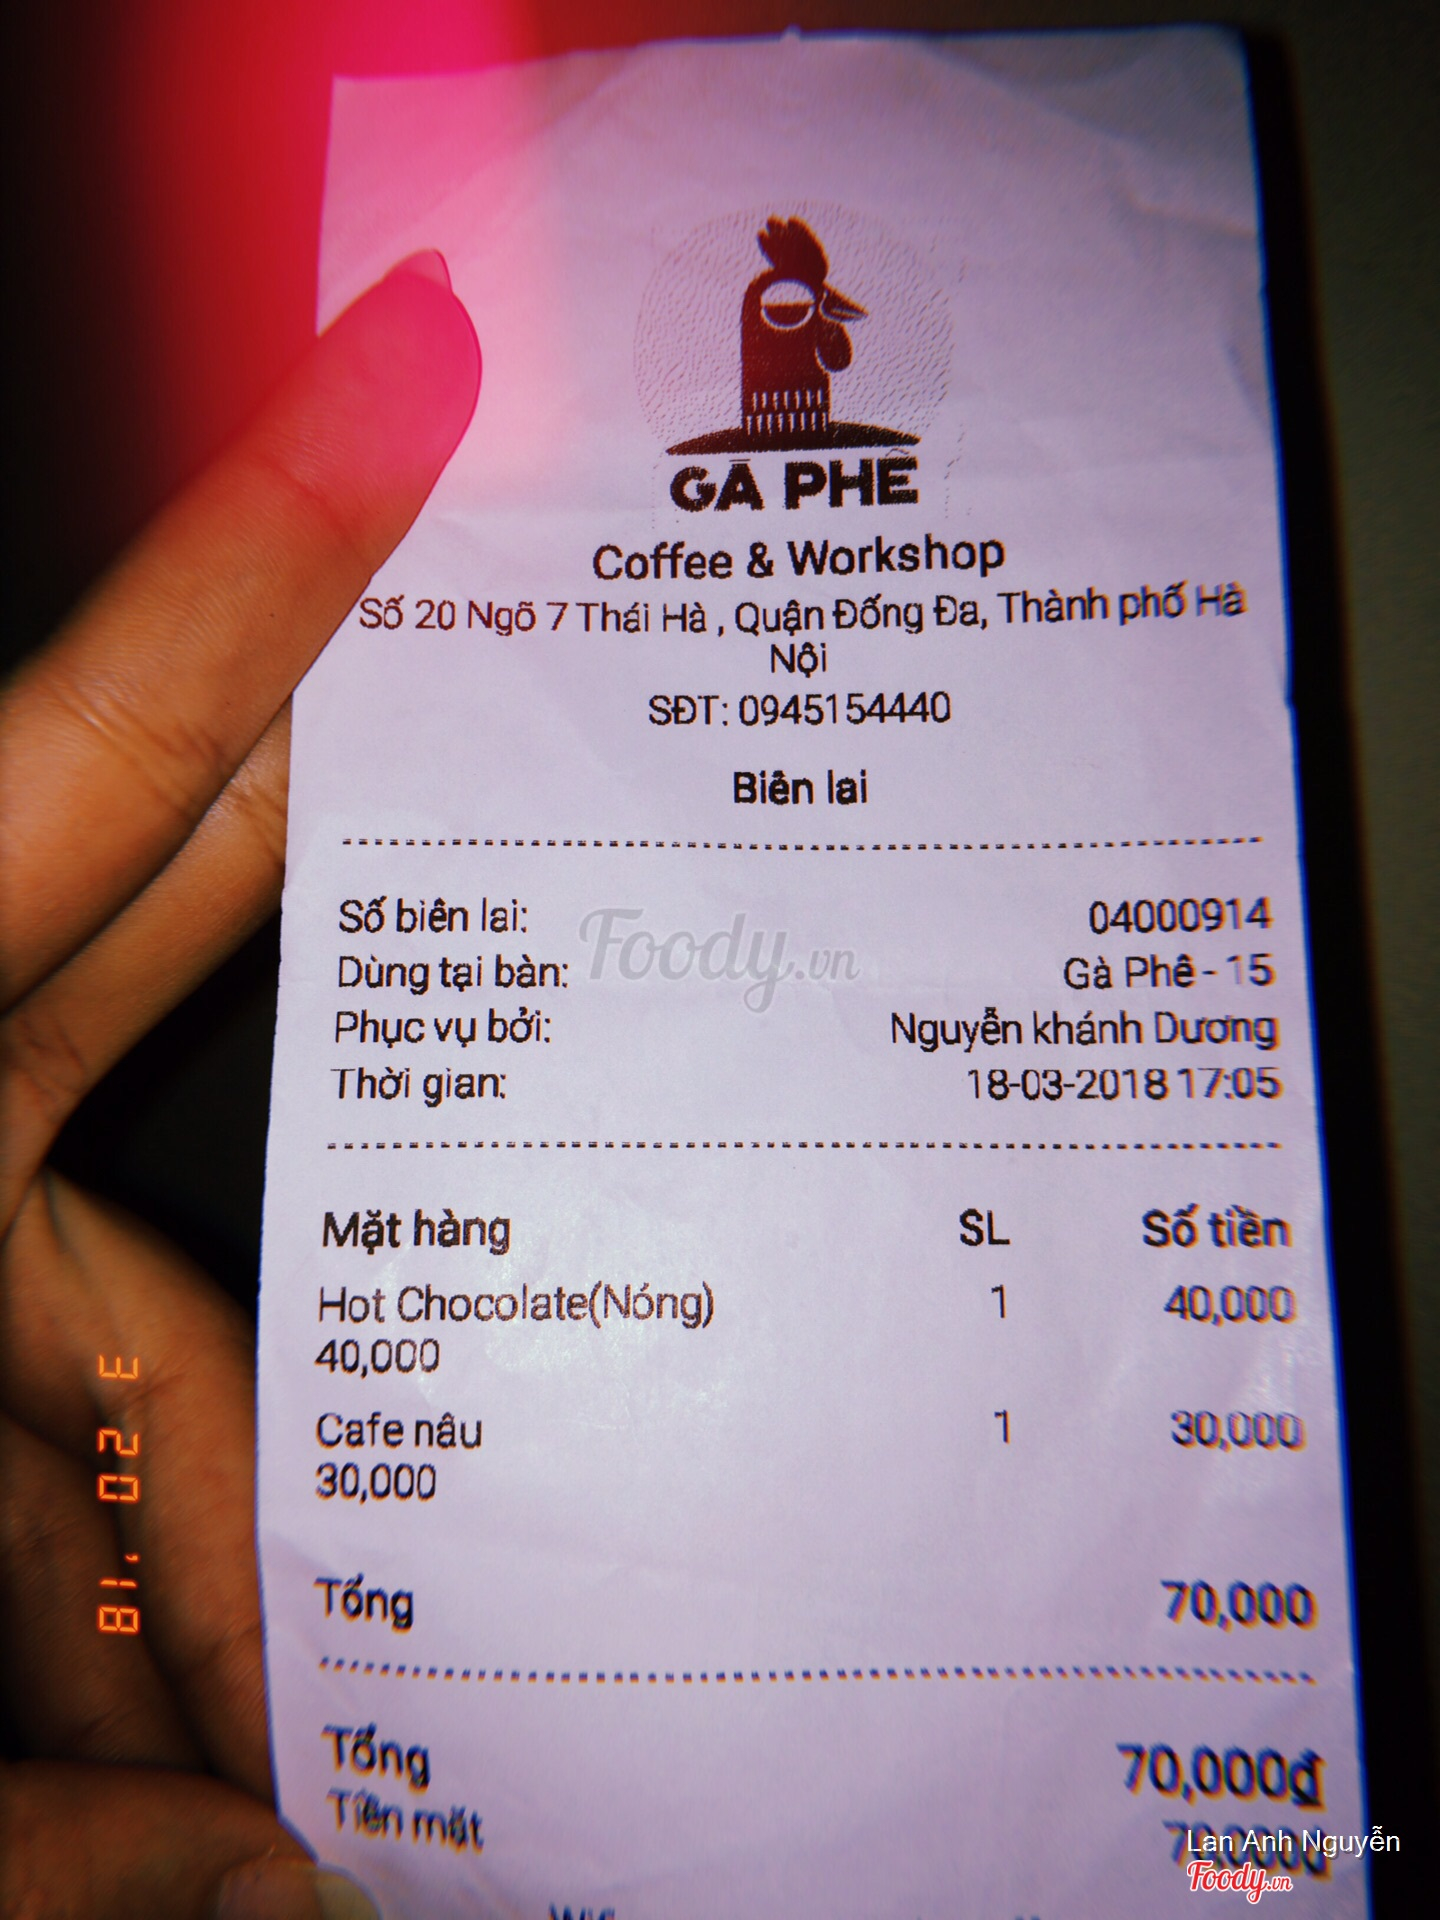 GÀ PHÊ
Coffee & Workshop
Số 20 Ngõ 7 Thái Hà , Quận Đống Đa, Thành phố Hà
Nội
SĐT: 0945154440
Biên lai
Số biên lai: 04000914
Dùng tại bàn: Gà Phê - 15
Phục vụ bởi: Nguyễn khánh Dương
Thời gian: 18-03-2018 17:05
Foody.vn
Mặt hàng SL Số tiền
Hot Chocolate(Nóng) 1 40,000
40,000
Cafe nâu 1 30,000
30,000
Tổng 70,000
Tổng 70,000đ
Tiền mặt 70,000đ
Lan Anh Nguyễn
Foody.vn
3 20 '18